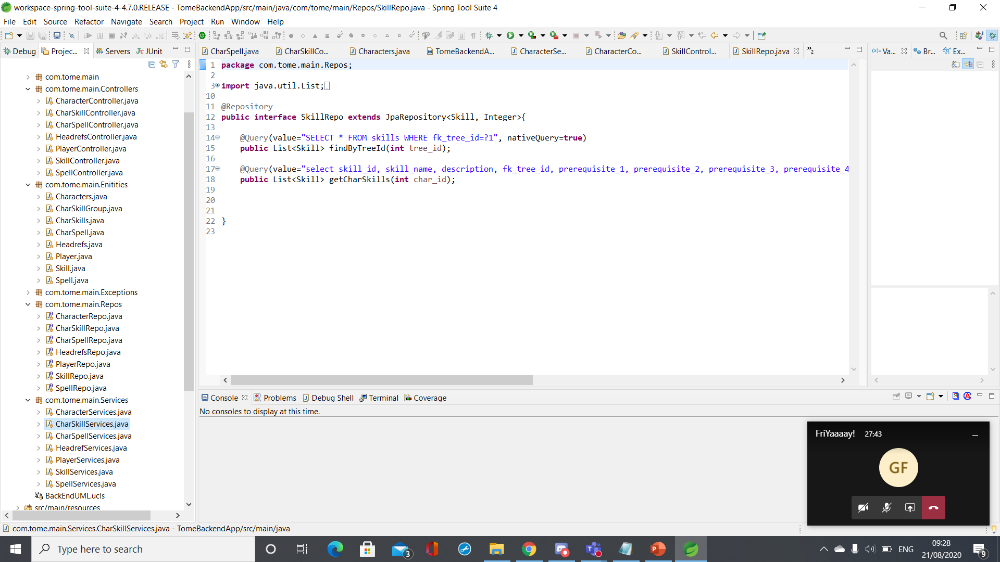 workspace-spring-tool-suite-4-4.7.0.RELEASE - TomeBackendApp/src/main/java/com/tome/main/Repos/SkillRepo.java - Spring Tool Suite 4
File Edit Source Refactor Navigate Search Project Run Window Help
Debug Projec... Servers JUnit
CharSpell.java CharSkillCo... Characters.java TomeBackendA... CharacterSe... CharacterCo... SkillControl... SkillRepo.java »2
Va... Br... Ex...
com.tome.main
com.tome.main.Controllers
CharacterController.java
CharSkillController.java
CharSpellController.java
HeadrefsController.java
PlayerController.java
SkillController.java
SpellController.java
com.tome.main.Enitities
Characters.java
CharSkillGroup.java
CharSkills.java
CharSpell.java
Headrefs.java
Player.java
Skill.java
Spell.java
com.tome.main.Exceptions
com.tome.main.Repos
CharacterRepo.java
CharSkillRepo.java
CharSpellRepo.java
HeadrefsRepo.java
PlayerRepo.java
SkillRepo.java
SpellRepo.java
com.tome.main.Services
CharacterServices.java
CharSkillServices.java
CharSpellServices.java
HeadrefServices.java
PlayerServices.java
SkillServices.java
SpellServices.java
BackEndUML.ucls
src/main/resources
1 package com.tome.main.Repos;
2
3 import java.util.List;
10
11 @Repository
12 public interface SkillRepo extends JpaRepository<Skill, Integer>{
13
14 @Query(value="SELECT * FROM skills WHERE fk_tree_id=?1", nativeQuery=true)
15 public List<Skill> findByTreeId(int tree_id);
16
17 @Query(value="select skill_id, skill_name, description, fk_tree_id, prerequisite_1, prerequisite_2, prerequisite_3, prerequisite_4
18 public List<Skill> getCharSkills(int char_id);
19
20
21
22 }
23
Console Problems Debug Shell Terminal Coverage
No consoles to display at this time.
FriYaaaay! 27:43
GF
com.tome.main.Services.CharSkillServices.java - TomeBackendApp/src/main/java
Type here to search
3
ENG
09:28
21/08/2020
9